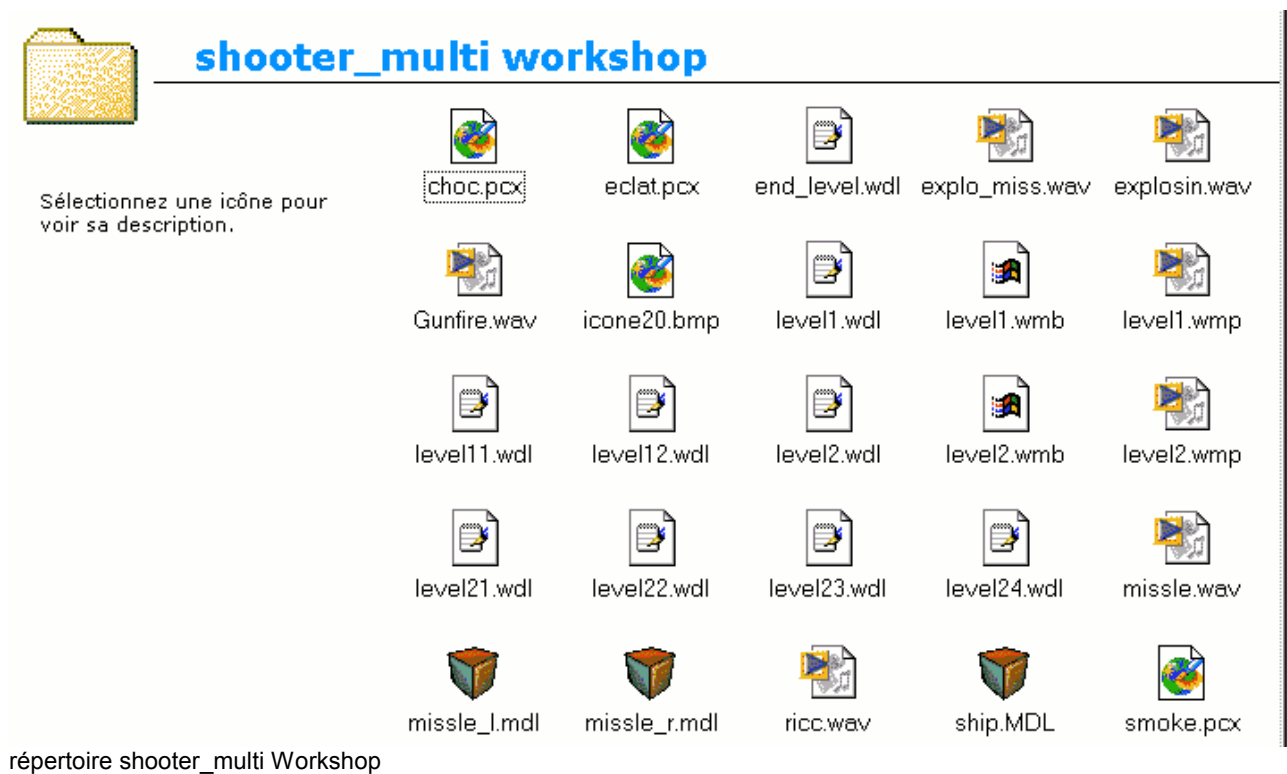 shooter_multi workshop
Sélectionnez une icône pour
voir sa description.
choc.pcx eclat.pcx end_level.wdl explo_miss.wav explosin.wav
Gunfire.wav icone20.bmp level1.wdl level1.wmb level1.wmp
level11.wdl level12.wdl level2.wdl level2.wmb level2.wmp
level21.wdl level22.wdl level23.wdl level24.wdl missle.wav
missle_l.mdl missle_r.mdl ricc.wav ship.MDL smoke.pcx
répertoire shooter_multi Workshop